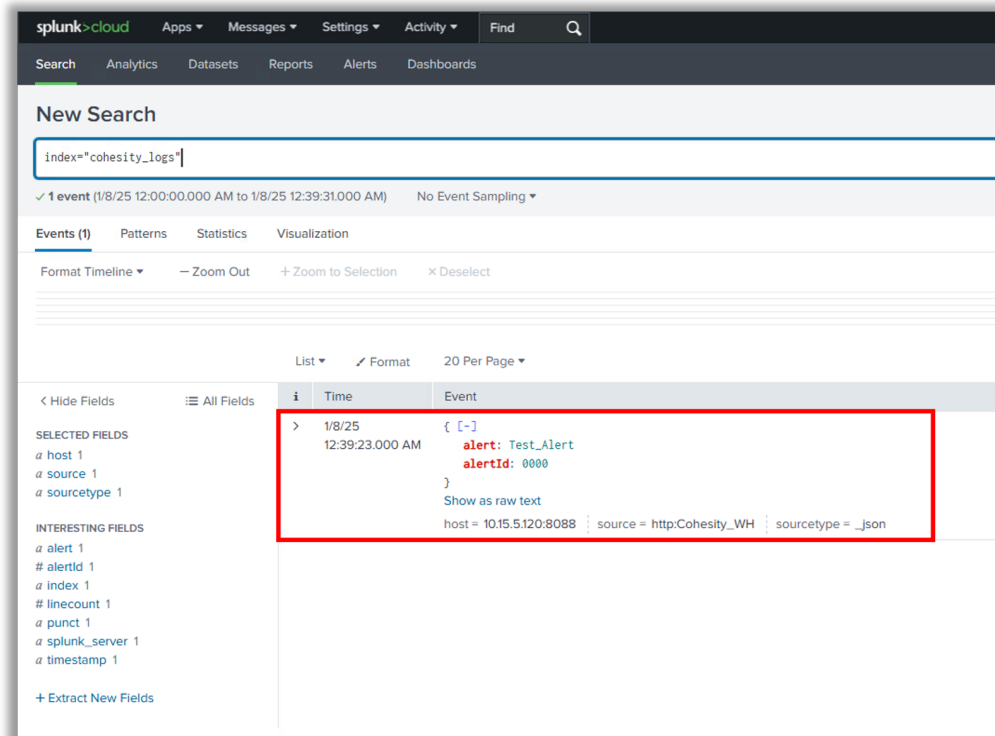 splunk>cloud Apps Messages Settings Activity Find
Search Analytics Datasets Reports Alerts Dashboards
New Search
index="cohesity_logs"
✓ 1 event (1/8/25 12:00:00.000 AM to 1/8/25 12:39:31.000 AM) No Event Sampling
Events (1) Patterns Statistics Visualization
Format Timeline — Zoom Out + Zoom to Selection × Deselect
List Format 20 Per Page
< Hide Fields All Fields
i Time Event
SELECTED FIELDS
a host 1
a source 1
a sourcetype 1
INTERESTING FIELDS
a alert 1
# alertId 1
a index 1
# linecount 1
a punct 1
a splunk_server 1
a timestamp 1
+ Extract New Fields
> 1/8/25
12:39:23.000 AM
{ [-]
alert: Test_Alert
alertId: 0000
}
Show as raw text
host = 10.15.5.120:8088 source = http:Cohesity_WH sourcetype = _json